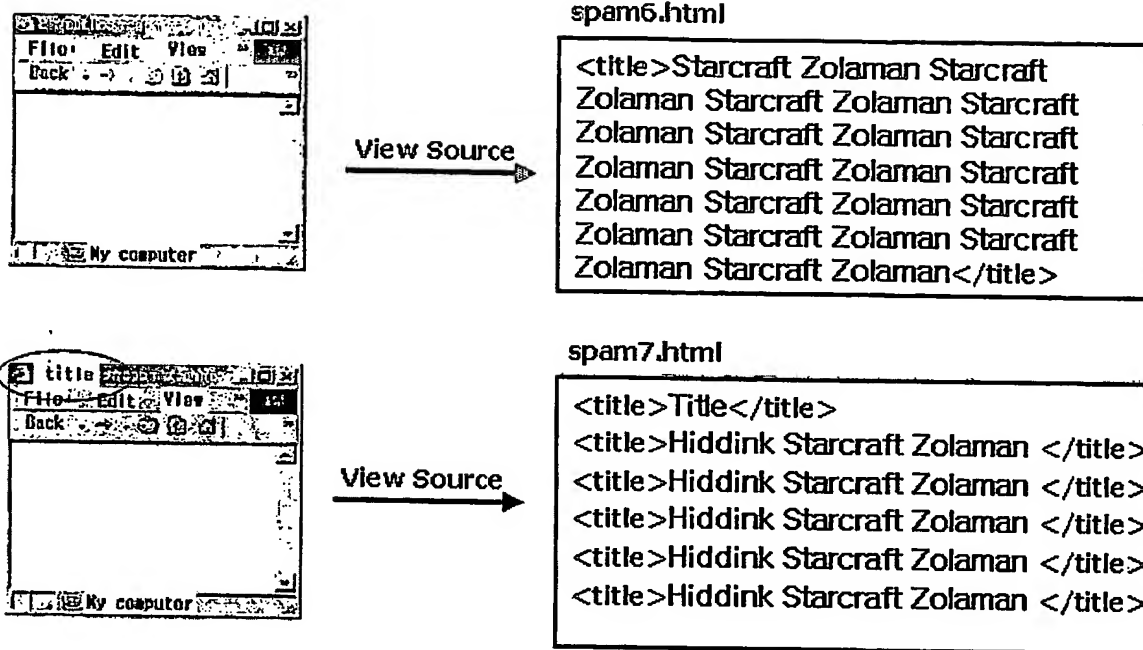 spam6.html
File Edit View
Back
<title>Starcraft Zolaman Starcraft
Zolaman Starcraft Zolaman Starcraft
Zolaman Starcraft Zolaman Starcraft
Zolaman Starcraft Zolaman Starcraft
Zolaman Starcraft Zolaman Starcraft
Zolaman Starcraft Zolaman Starcraft
Zolaman Starcraft Zolaman</title>
View Source
My computer
spam7.html
title
File Edit View
Back
<title>Title</title>
<title>Hiddink Starcraft Zolaman </title>
<title>Hiddink Starcraft Zolaman </title>
<title>Hiddink Starcraft Zolaman </title>
<title>Hiddink Starcraft Zolaman </title>
<title>Hiddink Starcraft Zolaman </title>
View Source
My computer